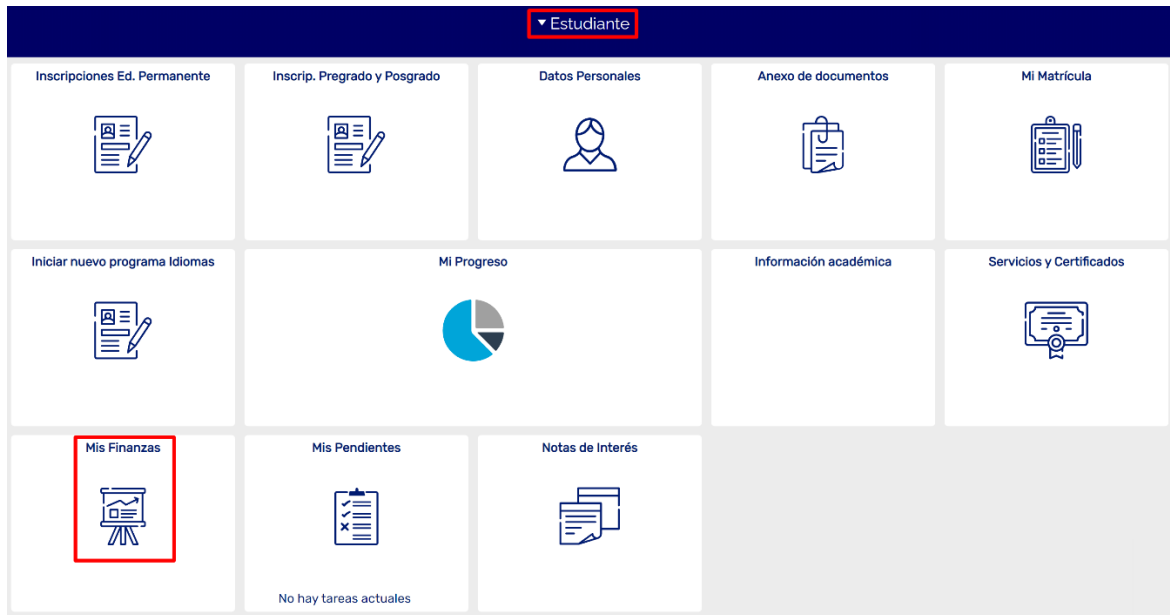 Estudiante
Inscripciones Ed. Permanente
Inscrip. Pregrado y Posgrado
Datos Personales
Anexo de documentos
Mi Matrícula
Iniciar nuevo programa Idiomas
Mi Progreso
Información académica
Servicios y Certificados
Mis Finanzas
Mis Pendientes
Notas de Interés
No hay tareas actuales